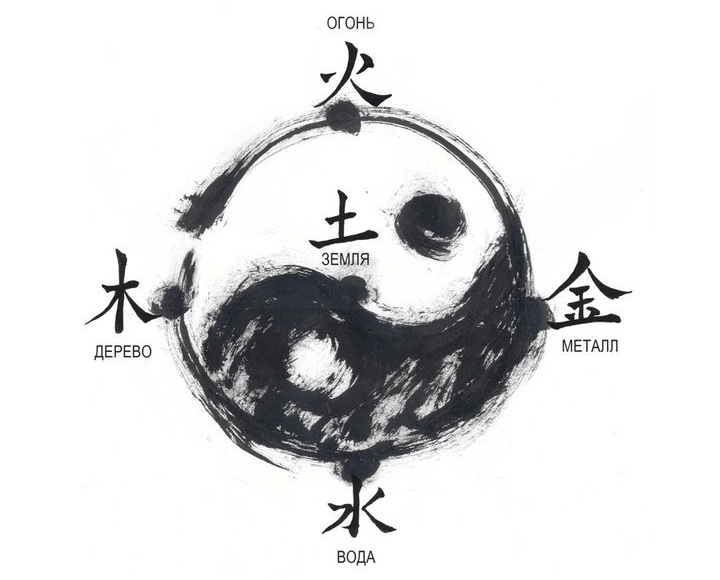 ОГОНЬ
火
土
ЗЕМЛЯ
木
ДЕРЕВО
金
МЕТАЛЛ
水
ВОДА